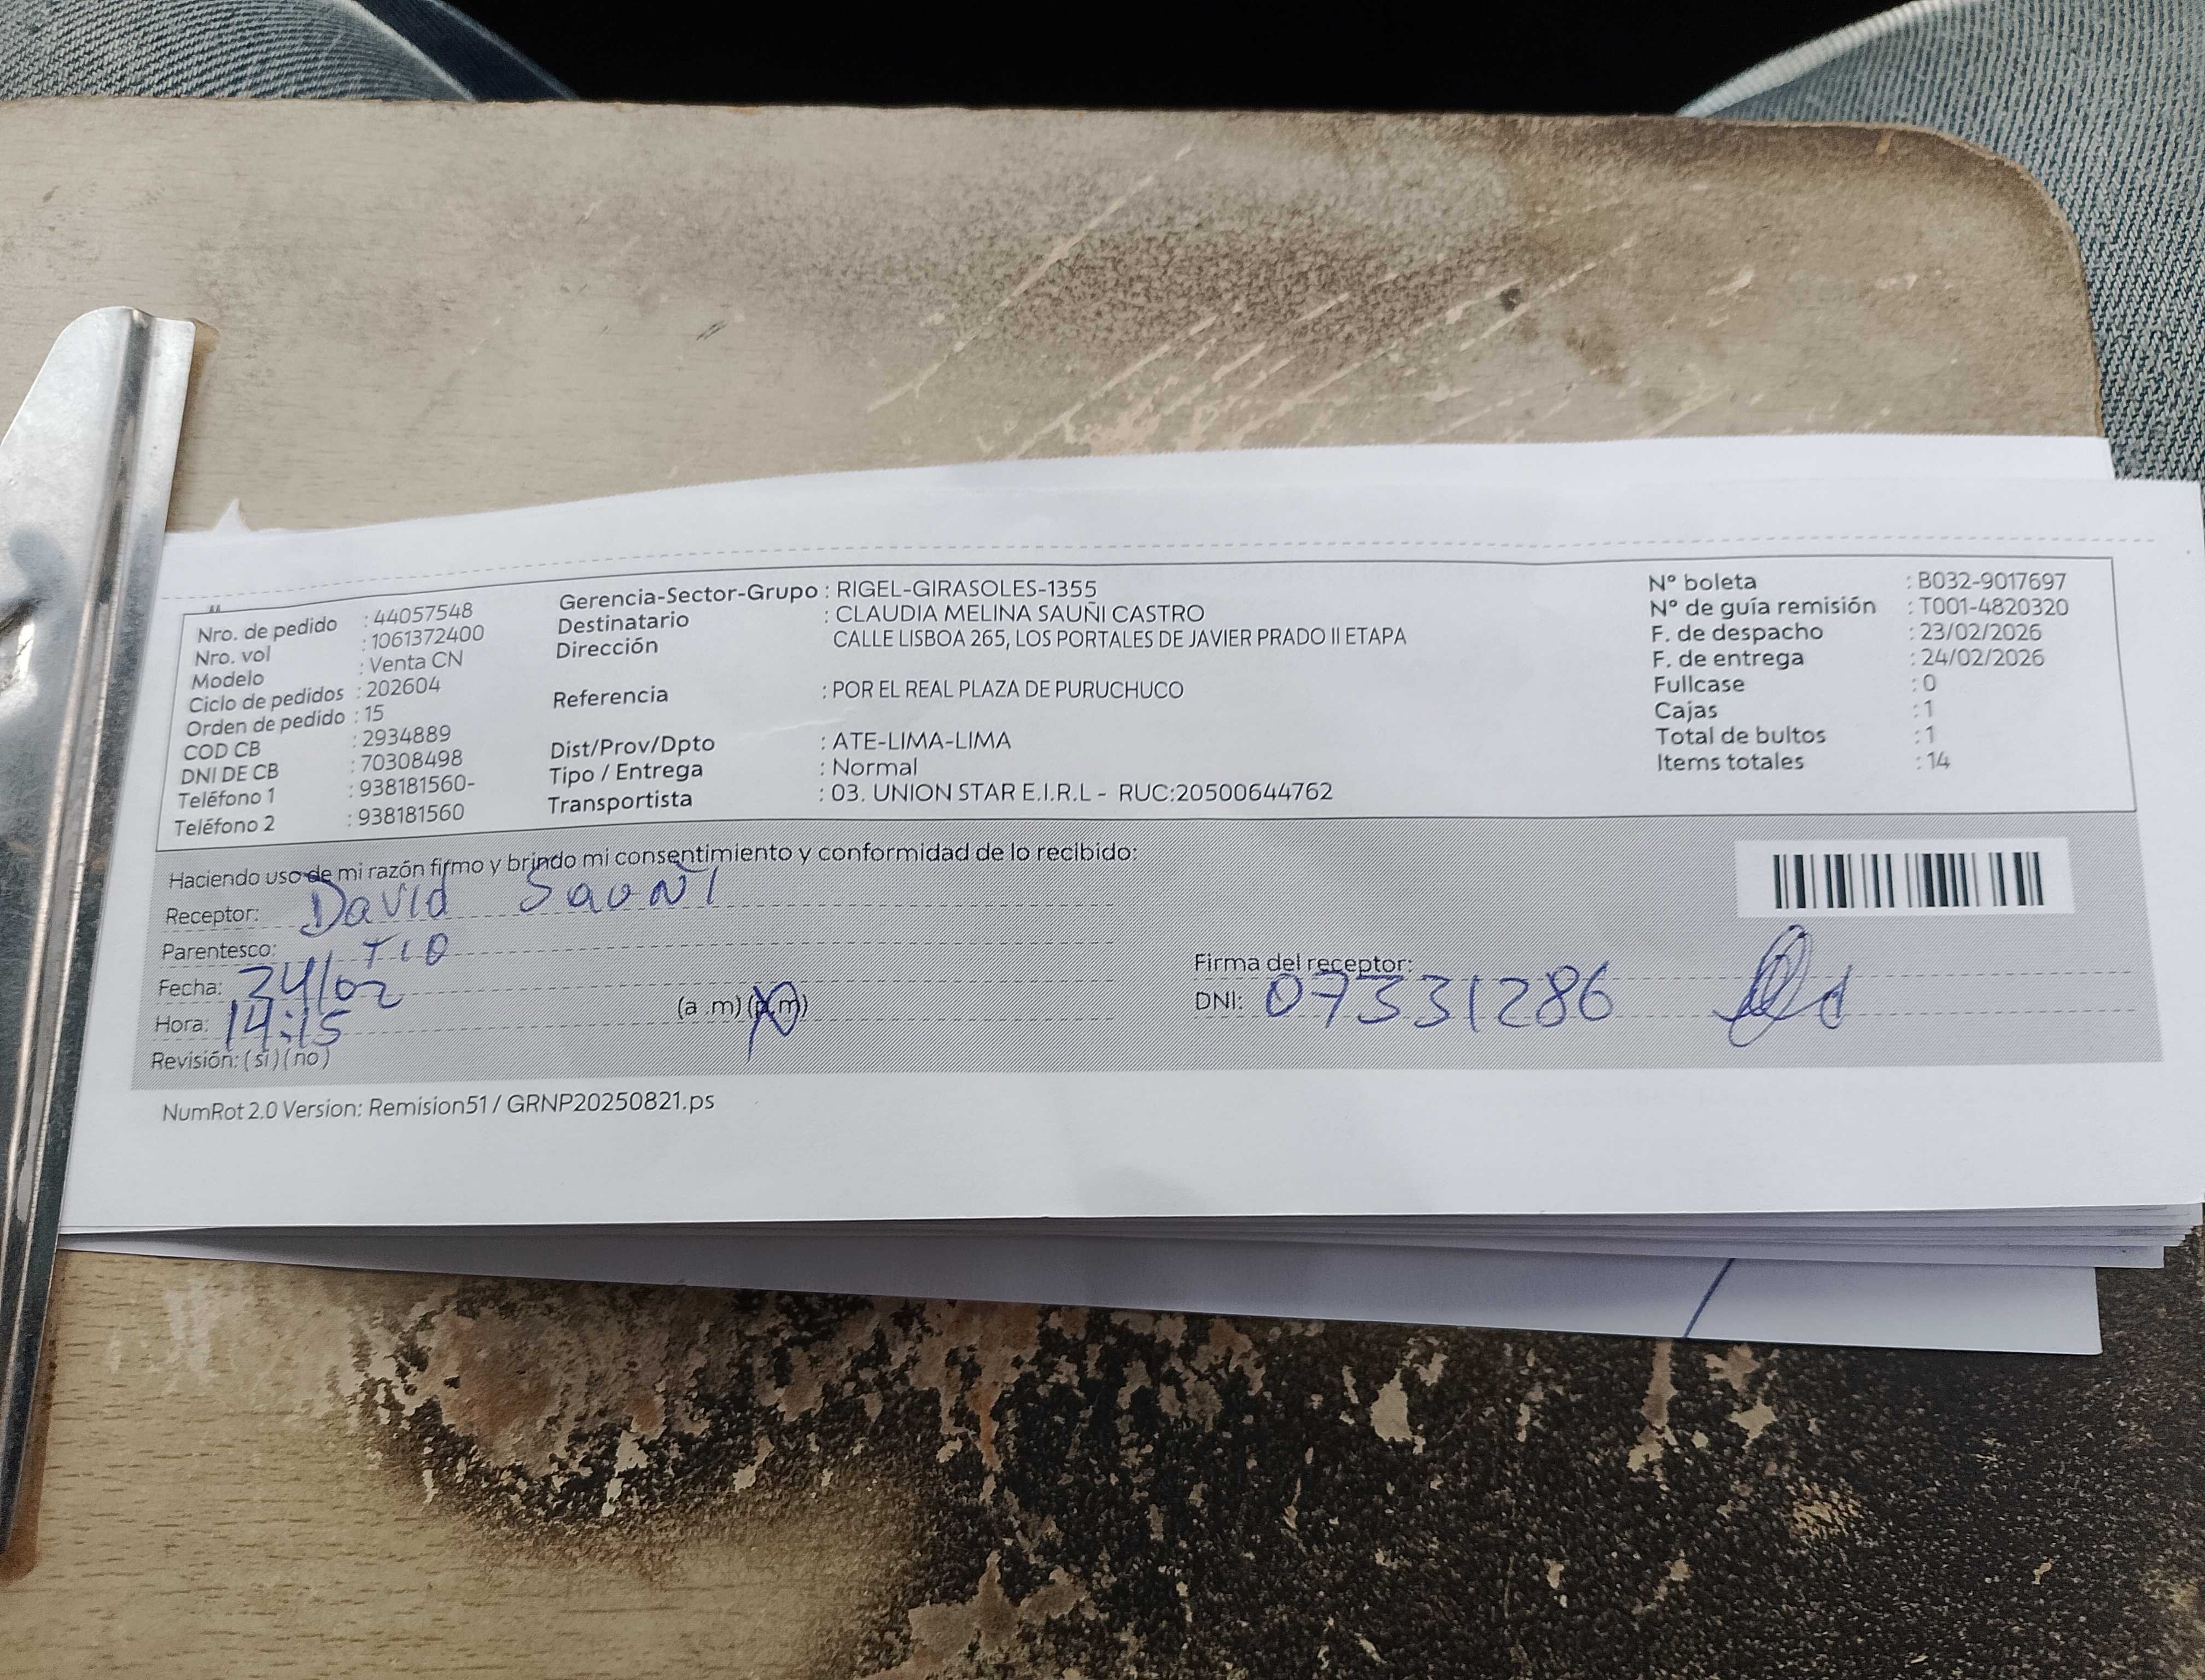 Nro. de pedido : 44057548
Nro. vol : 1061372400
Modelo : Venta CN
Ciclo de pedidos : 202604
Orden de pedido : 15
COD CB : 2934889
DNI DE CB : 70308498
Teléfono 1 : 938181560-
Teléfono 2 : 938181560
Gerencia-Sector-Grupo : RIGEL-GIRASOLES-1355
Destinatario : CLAUDIA MELINA SAUÑI CASTRO
Dirección CALLE LISBOA 265, LOS PORTALES DE JAVIER PRADO II ETAPA
Referencia : POR EL REAL PLAZA DE PURUCHUCO
Dist/Prov/Dpto : ATE-LIMA-LIMA
Tipo / Entrega : Normal
Transportista : 03. UNION STAR E.I.R.L - RUC:20500644762
N° boleta : B032-9017697
N° de guía remisión : T001-4820320
F. de despacho : 23/02/2026
F. de entrega : 24/02/2026
Fullcase : 0
Cajas : 1
Total de bultos : 1
Items totales : 14
Haciendo uso de mi razón firmo y brindo mi consentimiento y conformidad de lo recibido:
Receptor: David Sauñi
Parentesco: TIO
Fecha: 24/02
Hora: 14:15 (a .m) (p.m)
Revisión: (si) (no)
Firma del receptor:
DNI: 07331286
NumRot 2.0 Version: Remision51 / GRNP20250821.ps